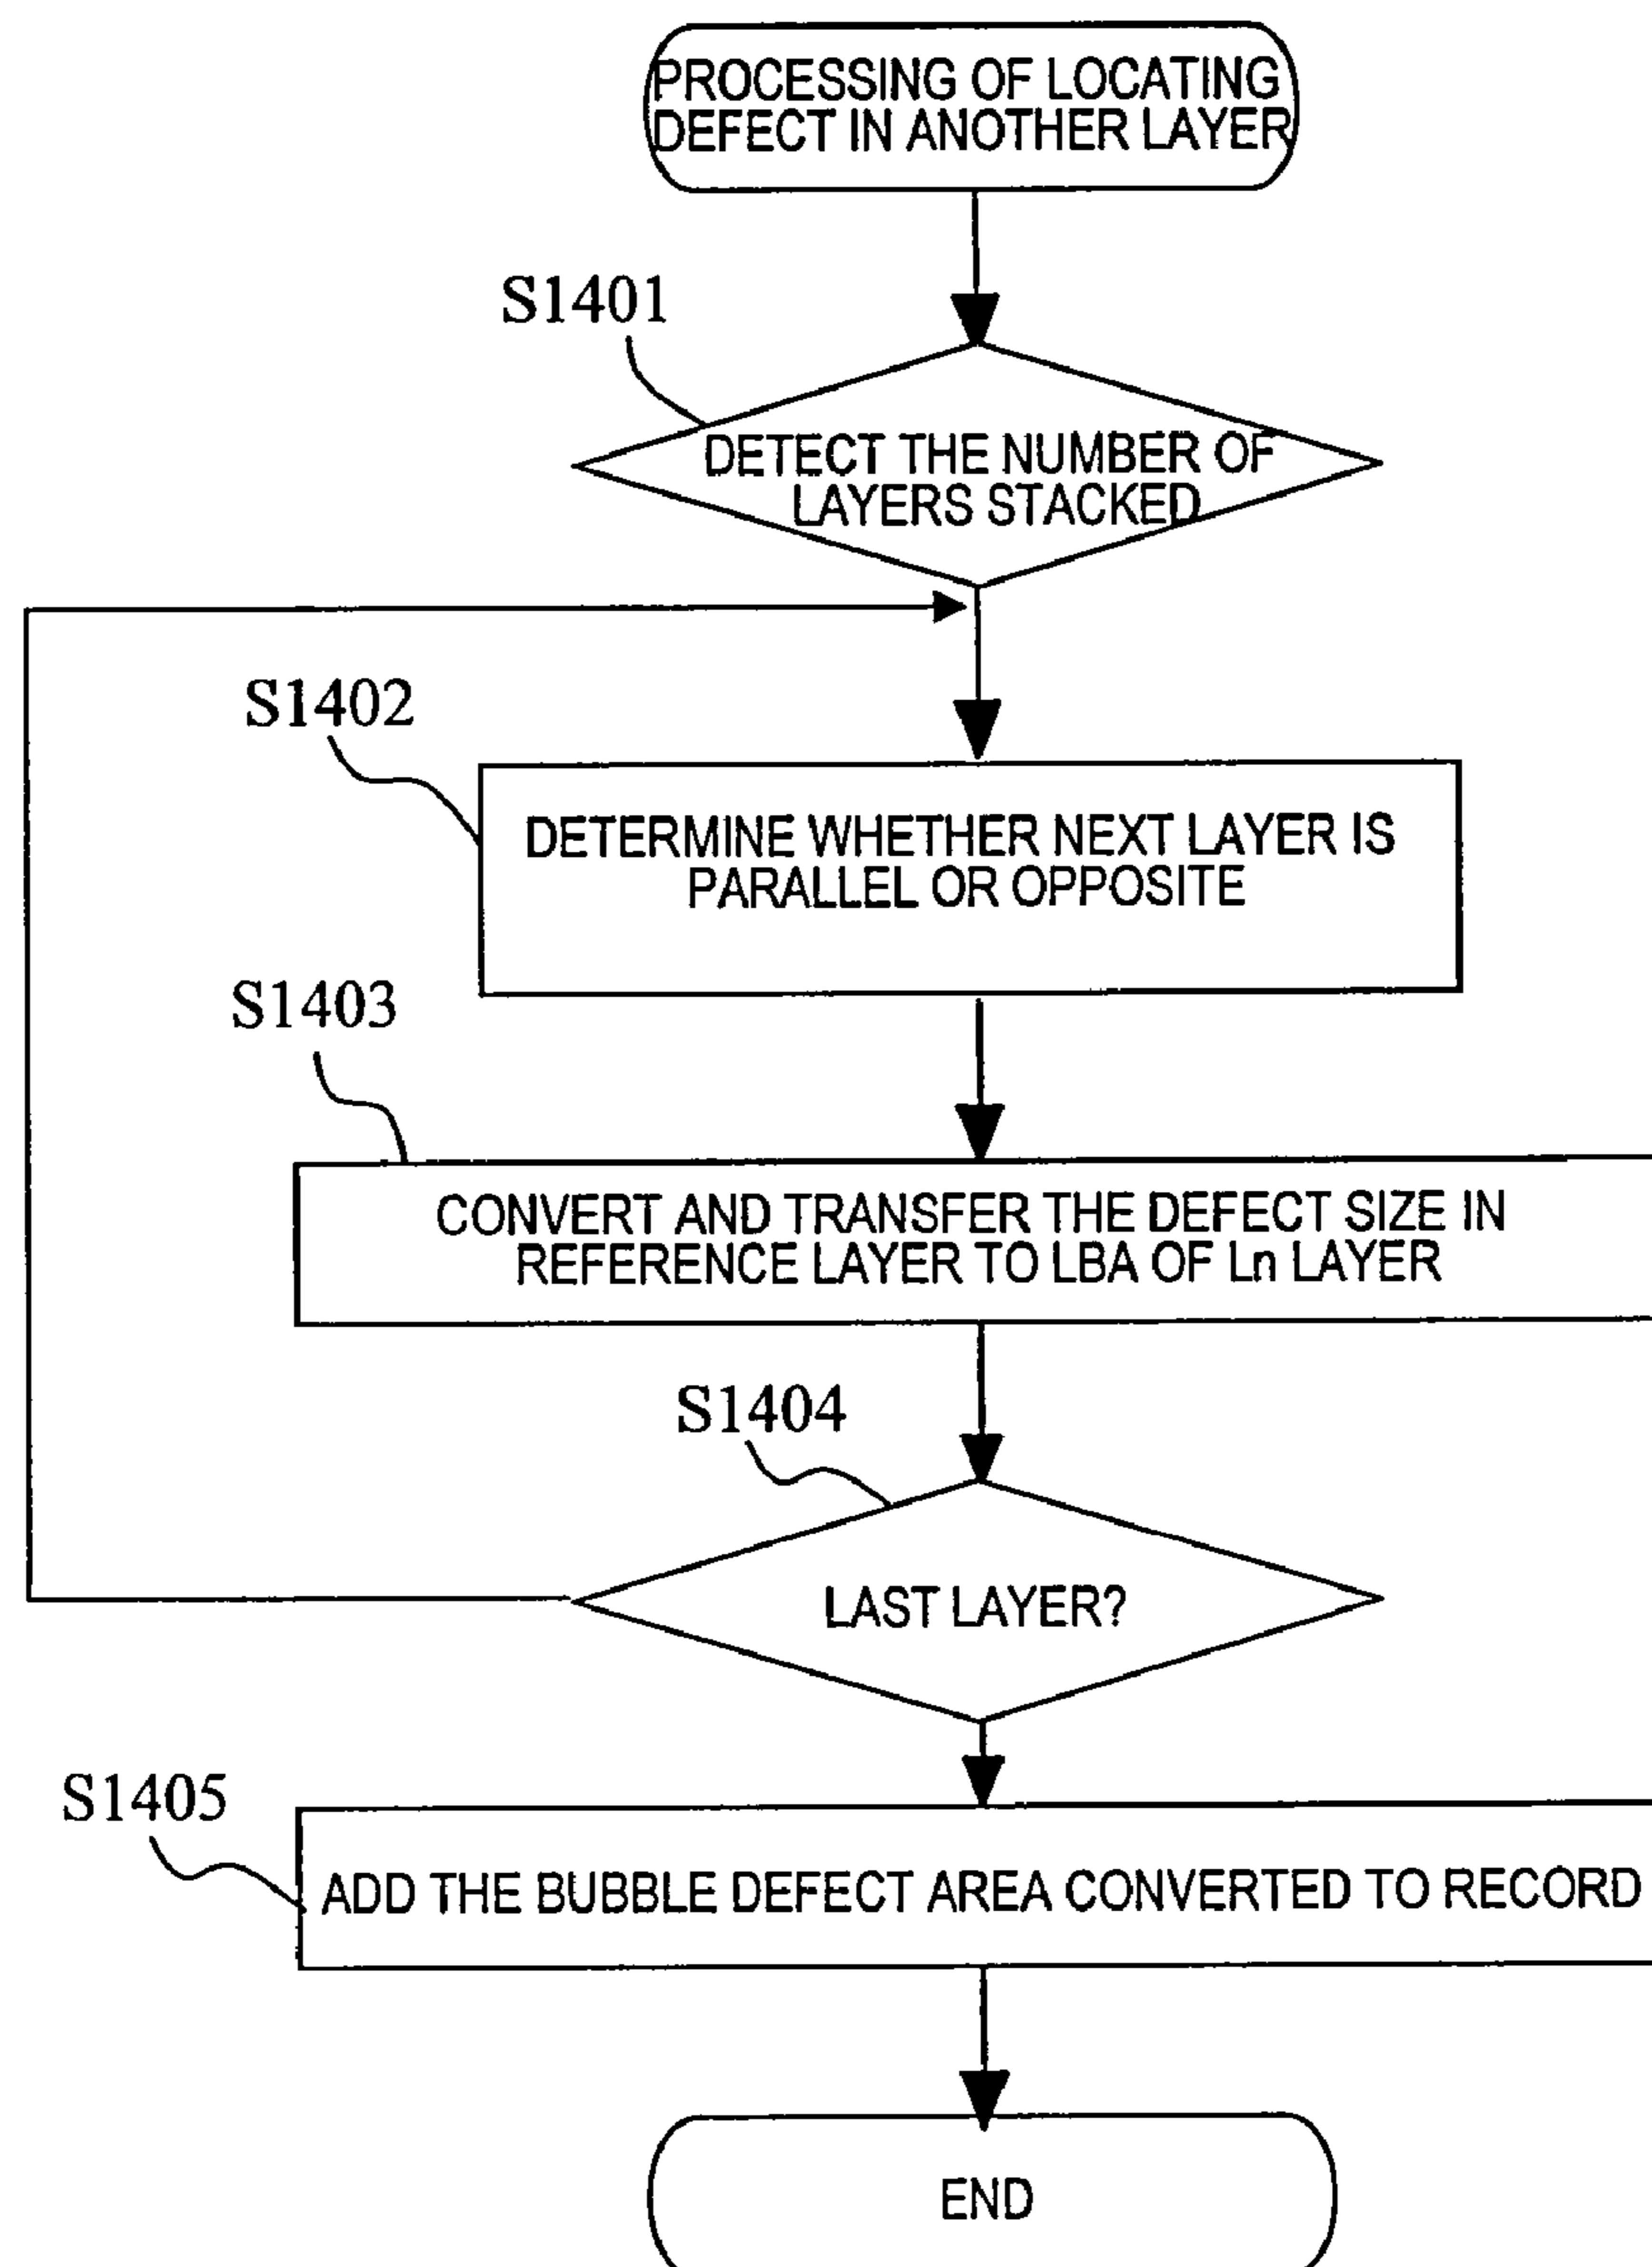 PROCESSING OF LOCATING
DEFECT IN ANOTHER LAYER
S1401
DETECT THE NUMBER OF
LAYERS STACKED
S1402
DETERMINE WHETHER NEXT LAYER IS
PARALLEL OR OPPOSITE
S1403
CONVERT AND TRANSFER THE DEFECT SIZE IN
REFERENCE LAYER TO LBA OF Ln LAYER
S1404
LAST LAYER?
S1405
ADD THE BUBBLE DEFECT AREA CONVERTED TO RECORD
END